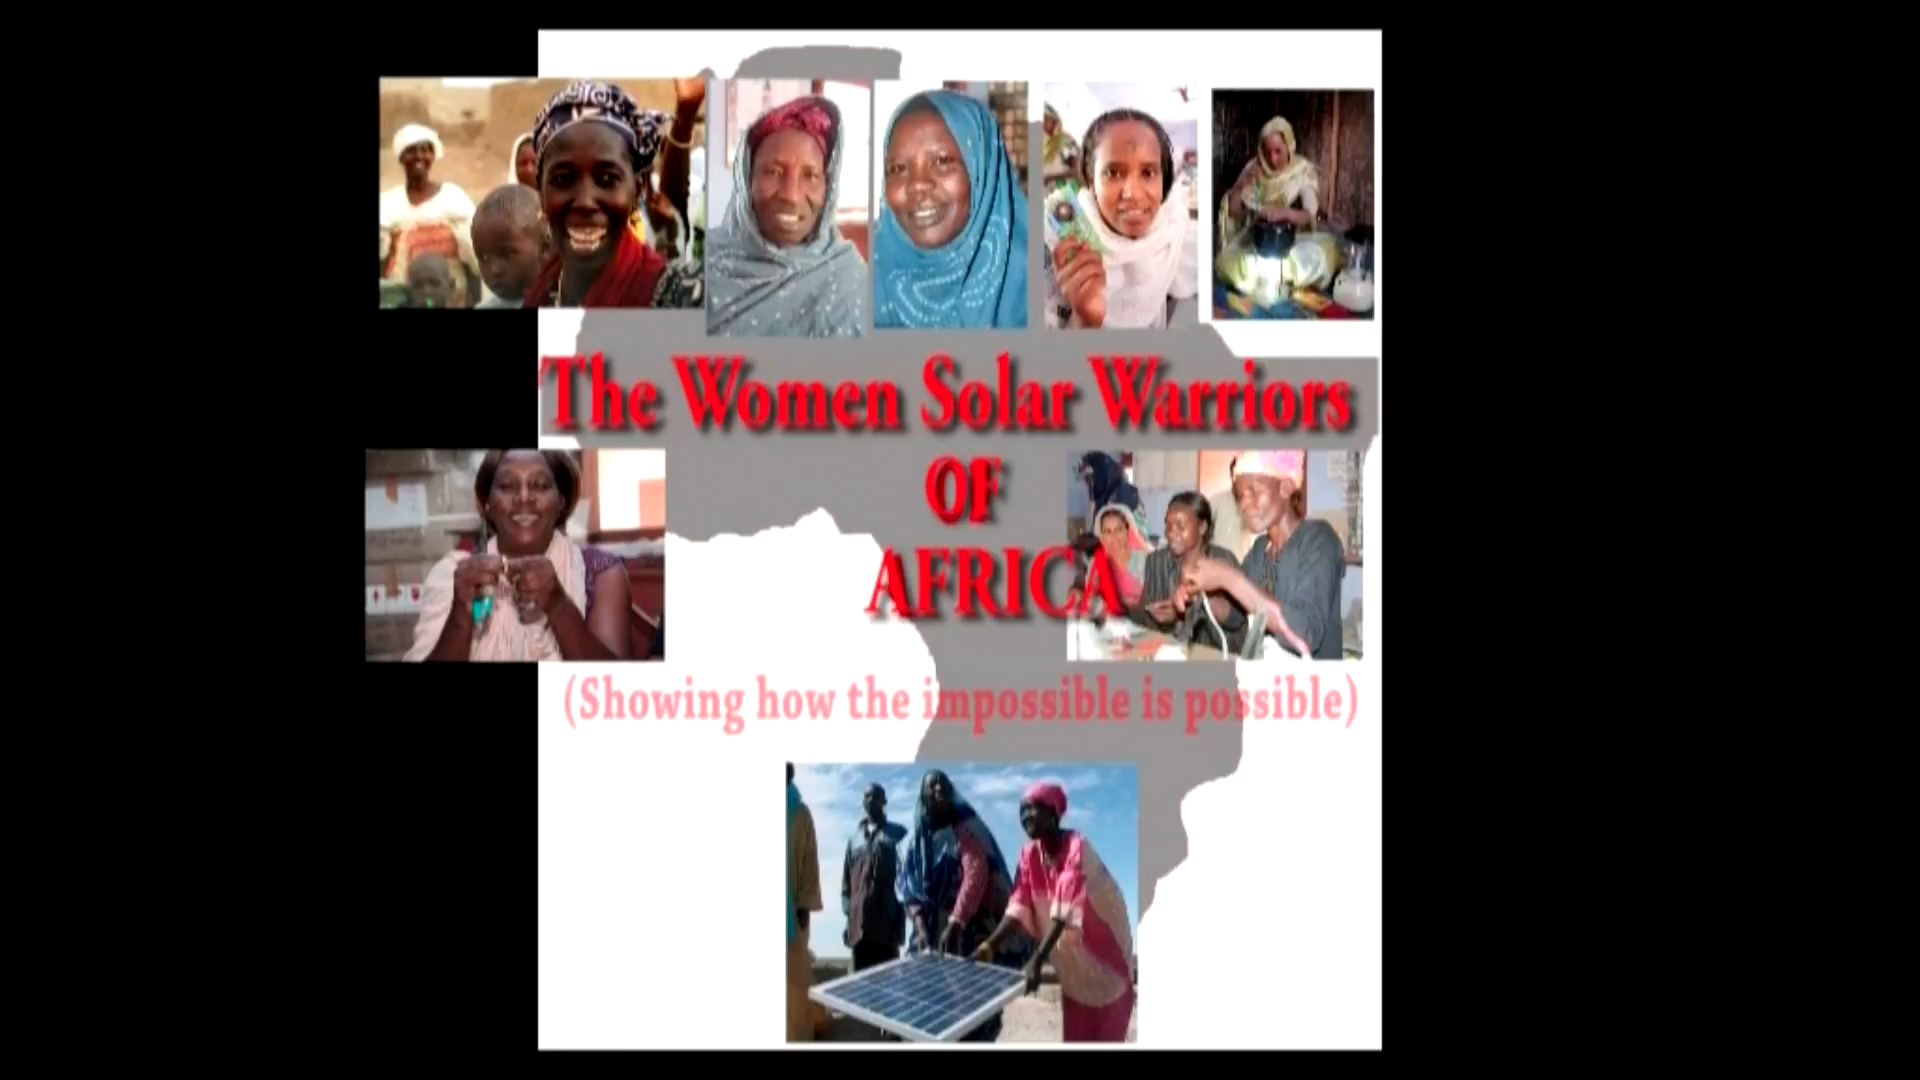 The Women Solar Warriors
OF
AFRICA
(Showing how the impossible is possible)